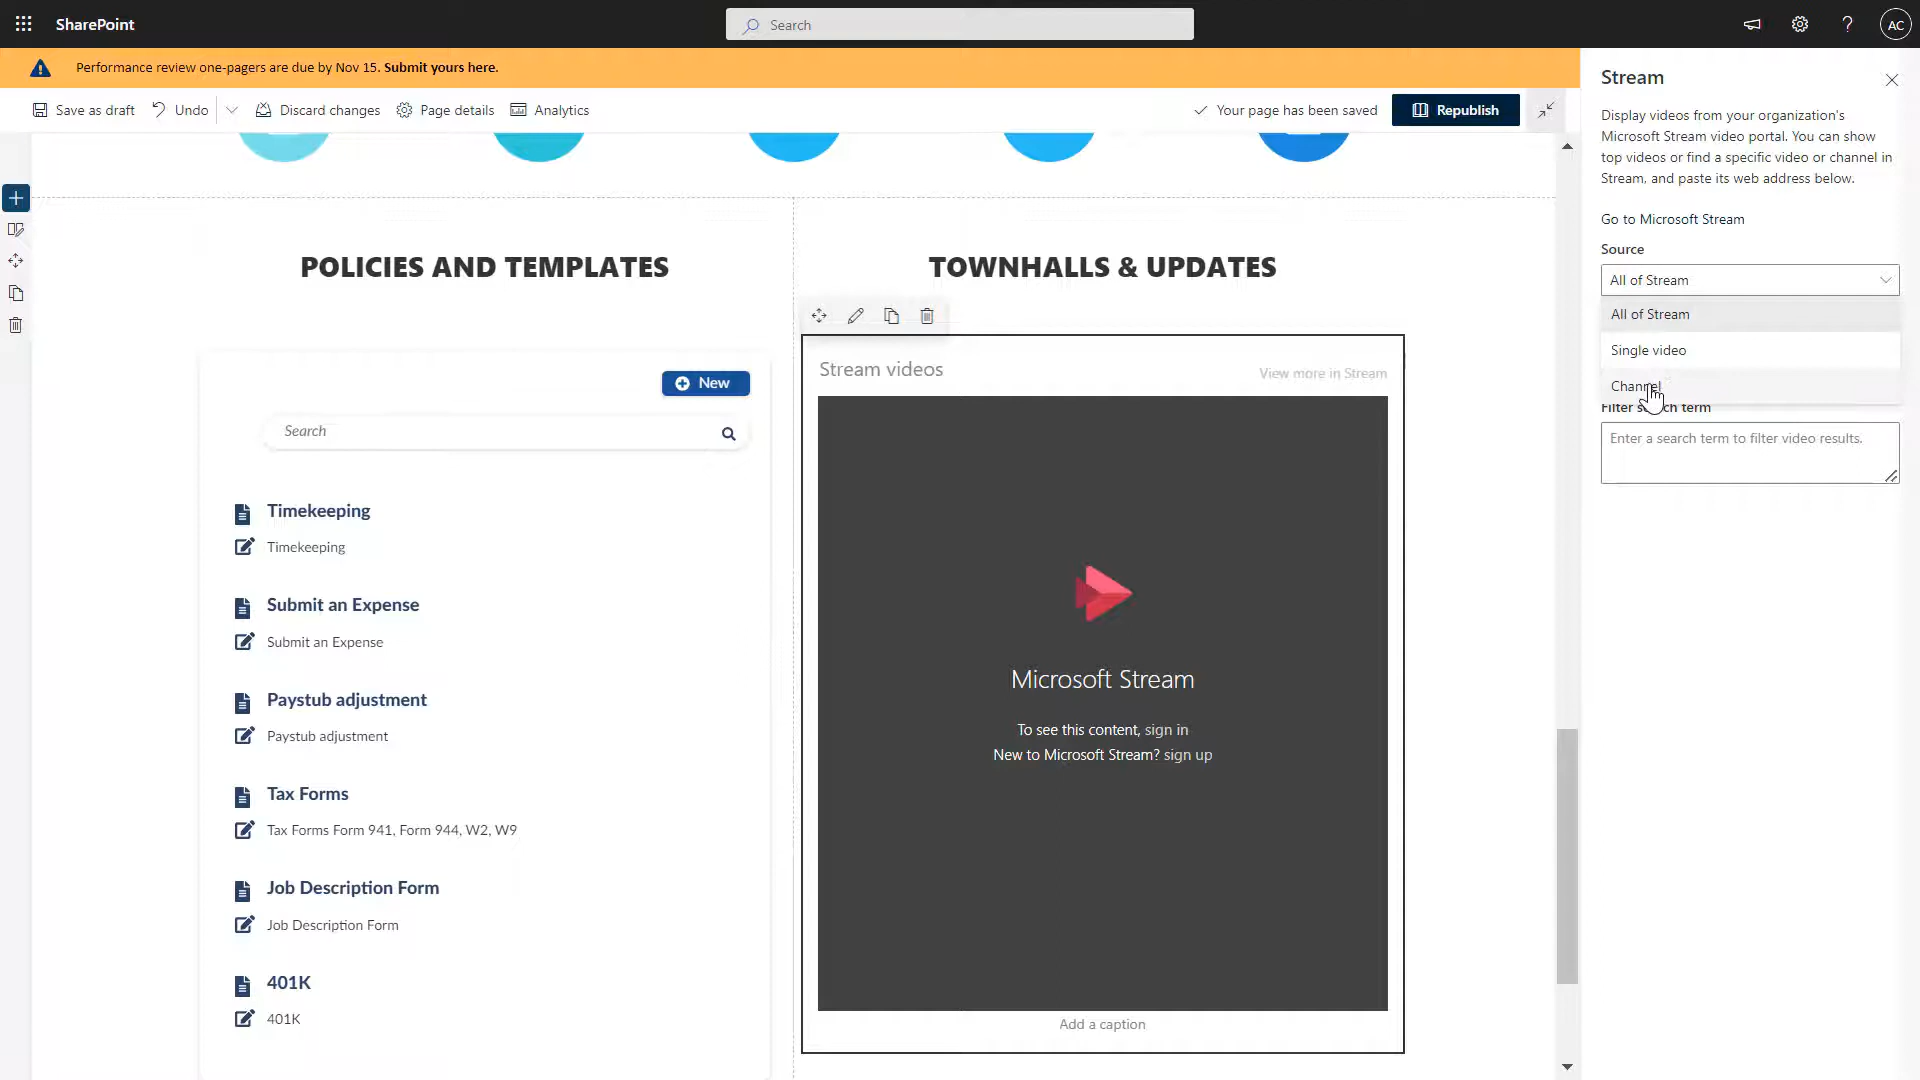 SharePoint
Search
AC
Performance review one-pagers are due by Nov 15. Submit yours here.
Save as draft
Undo
Discard changes
Page details
Analytics
Your page has been saved
Republish
POLICIES AND TEMPLATES
New
Search
Timekeeping
Timekeeping
Submit an Expense
Submit an Expense
Paystub adjustment
Paystub adjustment
Tax Forms
Tax Forms Form 941, Form 944, W2, W9
Job Description Form
Job Description Form
401K
401K
TOWNHALLS & UPDATES
Stream videos
View more in Stream
Microsoft Stream
To see this content, sign in
New to Microsoft Stream? sign up
Add a caption
Stream
Display videos from your organization's
Microsoft Stream video portal. You can show
top videos or find a specific video or channel in
Stream, and paste its web address below.
Go to Microsoft Stream
Source
All of Stream
All of Stream
Single video
Channel
Filter search term
Enter a search term to filter video results.